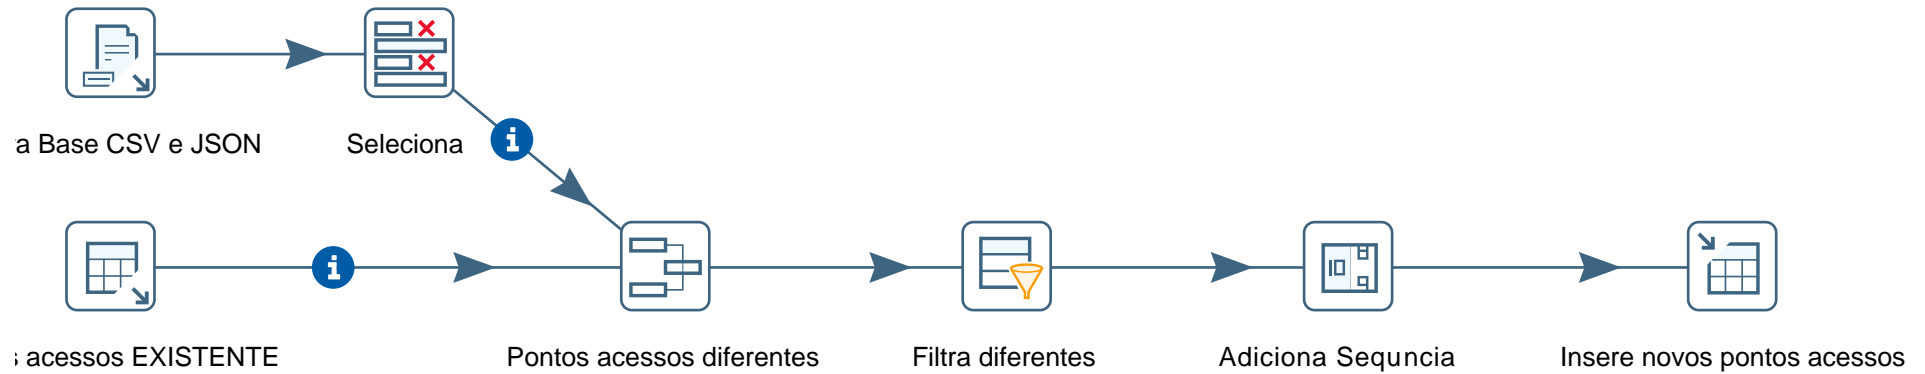 a Base CSV e JSON
Seleciona
acessos EXISTENTE
Pontos acessos diferentes
Filtra diferentes
Adiciona Sequncia
Insere novos pontos acessos